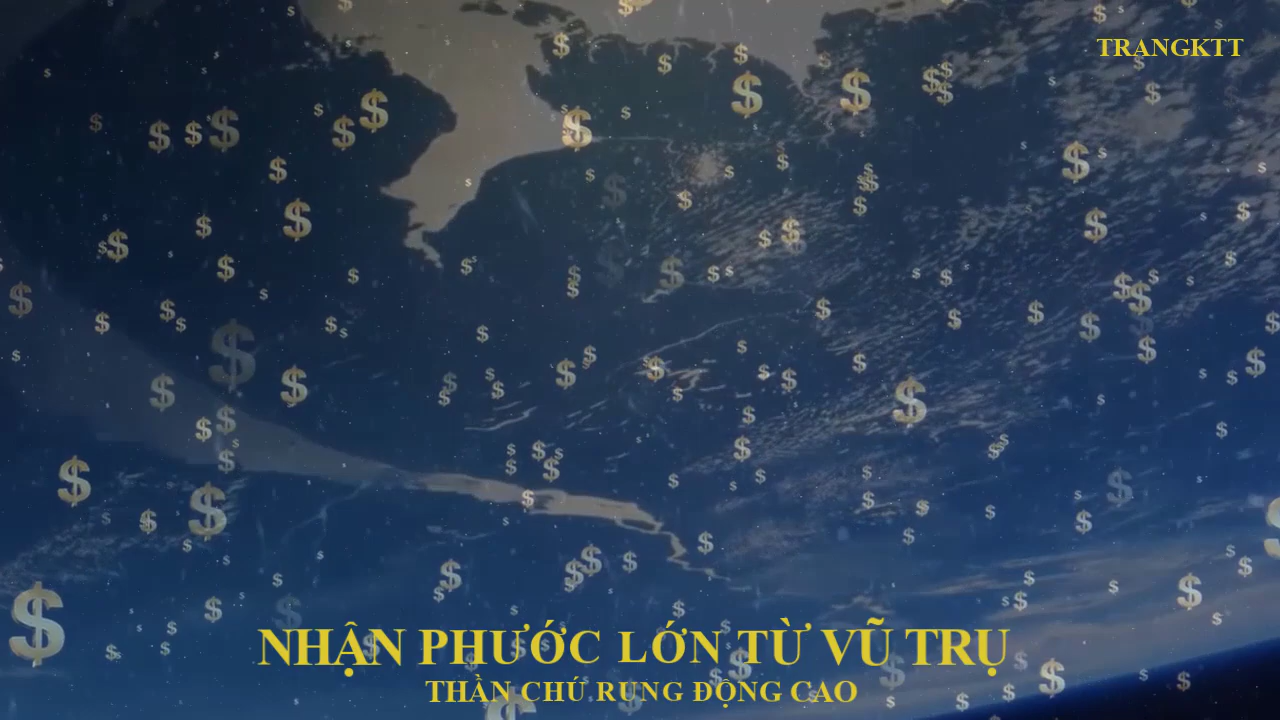 TRANGKTT
NHẬN PHƯỚC LỚN TỪ VŨ TRỤ
THẦN CHÚ RUNG ĐỘNG CAO